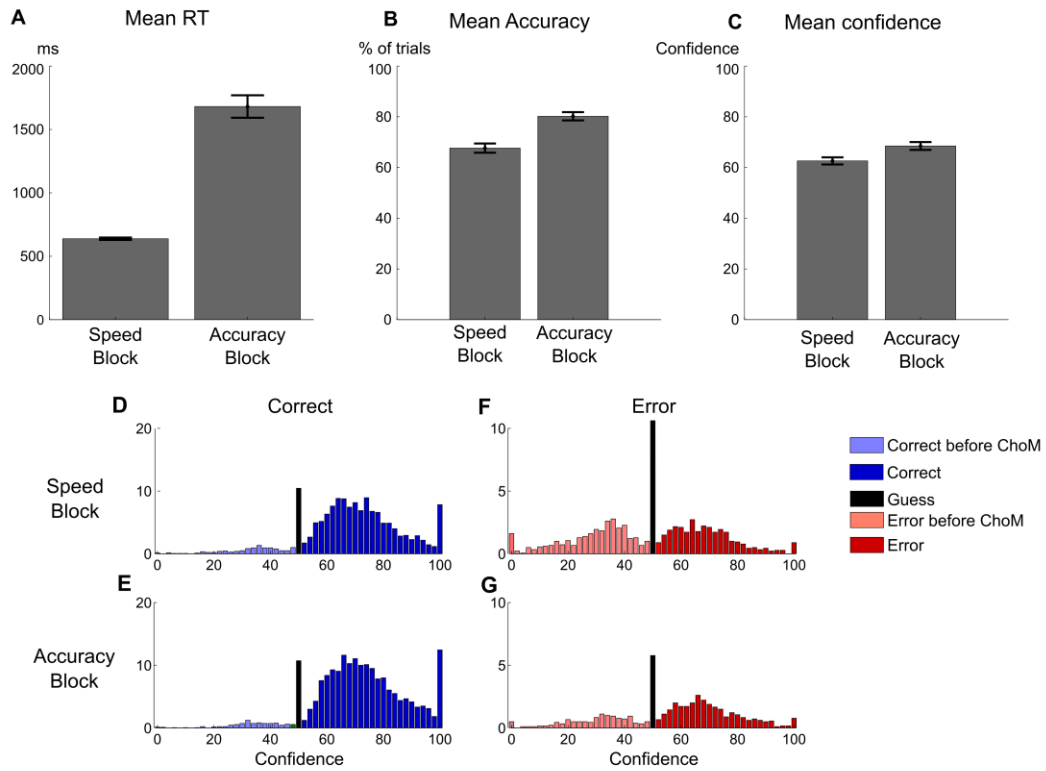 A
Mean RT
ms
2000
1500
1000
500
0
Speed
Block
Accuracy
Block
B
Mean Accuracy
% of trials
100
80
60
40
20
0
Speed
Block
Accuracy
Block
C
Mean confidence
Confidence
100
80
60
40
20
0
Speed
Block
Accuracy
Block
Speed
Block
D
Correct
20
10
0
0 20 40 60 80 100
F
Error
10
5
0
0 20 40 60 80 100
Correct before ChoM
Correct
Guess
Error before ChoM
Error
Accuracy
Block
E
20
10
0
0 20 40 60 80 100
Confidence
G
10
5
0
0 20 40 60 80 100
Confidence